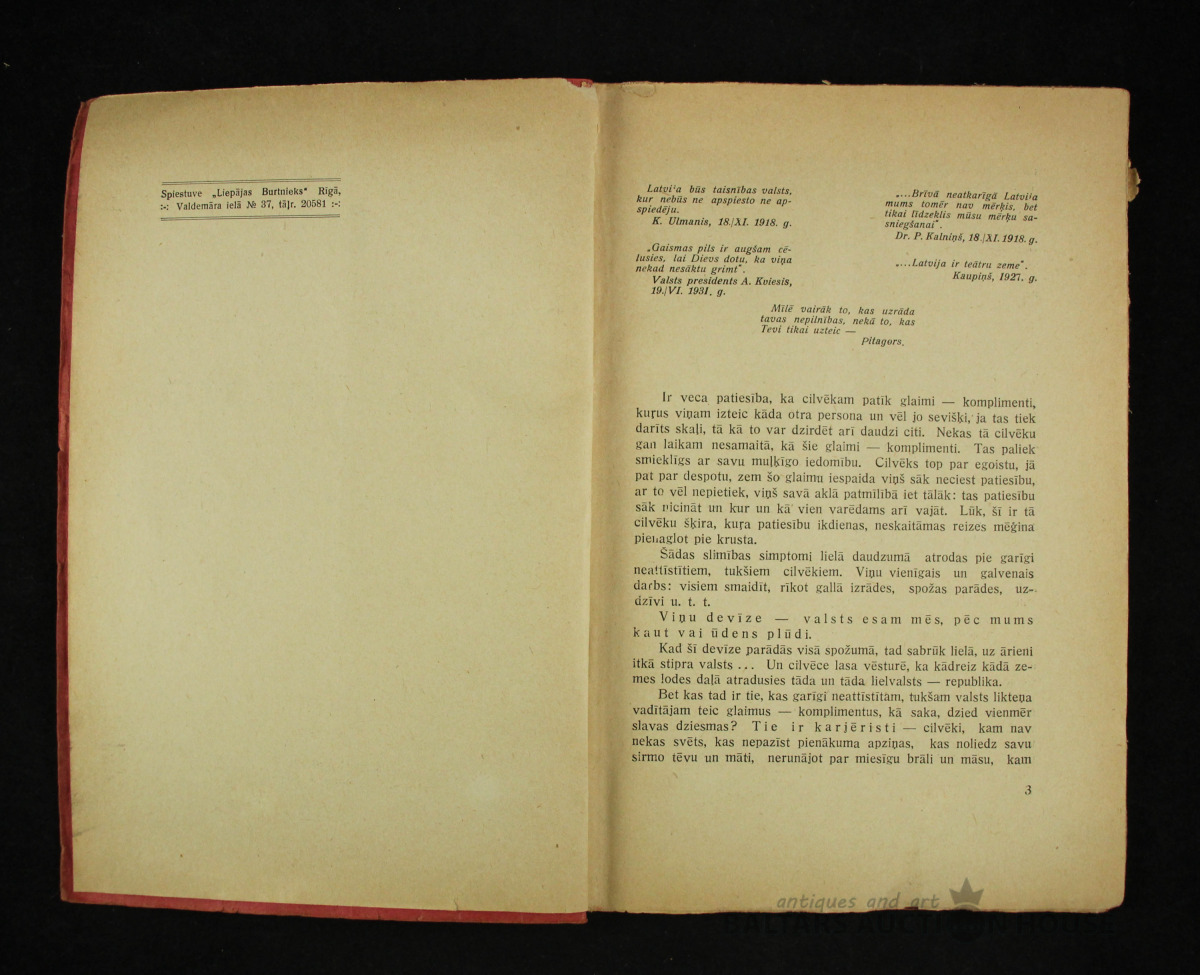 Spiestuve „Liepājas Burtnieks“ Rīgā,
:-: Valdemāra ielā № 37, tāļr. 20581 :-:
Latvija būs taisnības valsts,
kur nebūs ne apspiesto ne ap-
spiedēju.
K. Ulmanis, 18./XI. 1918. g.
„Gaismas pils ir augšam cē-
lusies, lai Dievs dotu, ka viņa
nekad nesāktu grimt“.
Valsts presidents A. Kviesis,
19./VI. 1931. g.
„...Brīvā neatkarīgā Latvija
mums tomēr nav mērķis, bet
tikai līdzeklis mūsu mērķu sa-
sniegšanai“.
Dr. P. Kalniņš, 18./XI. 1918. g.
„...Latvija ir teātru zeme“.
Kaupiņš, 1927. g.
Mīlē vairāk to, kas uzrāda
tavas nepilnības, nekā to, kas
Tevi tikai uzteic —
Pitagors.
Ir veca patiesība, ka cilvēkam patīk glaimi — komplimenti,
kuŗus viņam izteic kāda otra persona un vēl jo sevišķi, ja tas tiek
darīts skaļi, tā kā to var dzirdēt arī daudzi citi. Nekas tā cilvēku
gan laikam nesamaitā, kā šie glaimi — komplimenti. Tas paliek
smieklīgs ar savu muļķīgo iedomību. Cilvēks top par egoistu, jā
pat par despotu, zem šo glaimu iespaida viņš sāk neciest patiesību,
ar to vēl nepietiek, viņš savā aklā patmīlībā iet tālāk: tas patiesību
sāk nicināt un kur un kā vien varēdams arī vajāt. Lūk, šī ir tā
cilvēku šķira, kuŗa patiesību ikdienas, neskaitāmas reizes mēģina
pienaglot pie krusta.
Šādas slimības simptomi lielā daudzumā atrodas pie garīgi
neattīstītiem, tukšiem cilvēkiem. Viņu vienīgais un galvenais
darbs: visiem smaidīt, rīkot gallā izrādes, spožas parādes, uz-
dzīvi u. t. t.
Viņu devīze — valsts esam mēs, pēc mums
kaut vai ūdens plūdi.
Kad šī devīze parādās visā spožumā, tad sabrūk lielā, uz ārieni
itkā stipra valsts ... Un cilvēce lasa vēsturē, ka kādreiz kādā ze-
mes lodes daļā atradusies tāda un tāda lielvalsts — republika.
Bet kas tad ir tie, kas garīgi neattīstītam, tukšam valsts likteņa
vadītājam teic glaimus — komplimentus, kā saka, dzied vienmēr
slavas dziesmas? Tie ir karjēristi — cilvēki, kam nav
nekas svēts, kas nepazīst pienākuma apziņas, kas noliedz savu
sirmo tēvu un māti, nerunājot par miesīgu brāli un māsu, kam
3
antiques and art
BALTARS AUCTION HOUSE